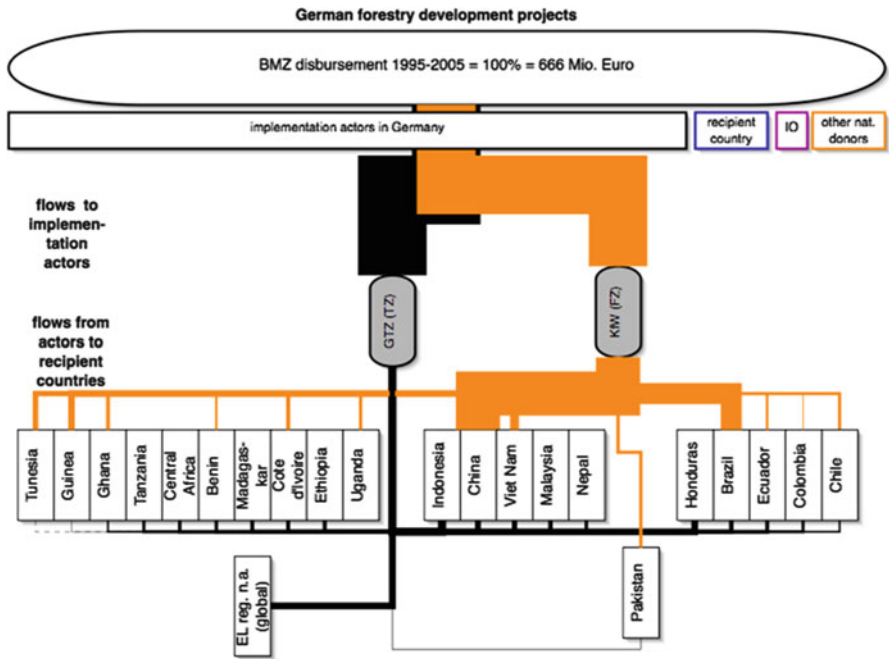 German forestry development projects
BMZ disbursement 1995-2005 = 100% = 666 Mio. Euro
implementation actors in Germany
recipient
country
IO
other nat.
donors
flows to
implemen-
tation
actors
GTZ (TZ)
KfW (FZ)
flows from
actors to
recipient
countries
Tunesia
Guinea
Ghana
Tanzania
Central
Africa
Benin
Madagas-
kar
Cote
d'Ivoire
Ethiopia
Uganda
Indonesia
China
Viet Nam
Malaysia
Nepal
Honduras
Brazil
Ecuador
Colombia
Chile
EL reg. n.a.
(global)
Pakistan